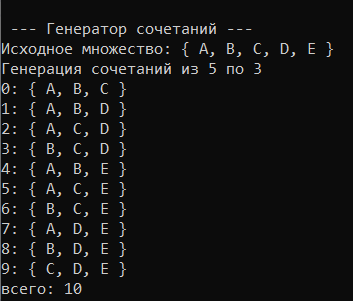 --- Генератор сочетаний ---
Исходное множество: { A, B, C, D, E }
Генерация сочетаний из 5 по 3
0: { A, B, C }
1: { A, B, D }
2: { A, C, D }
3: { B, C, D }
4: { A, B, E }
5: { A, C, E }
6: { B, C, E }
7: { A, D, E }
8: { B, D, E }
9: { C, D, E }
всего: 10